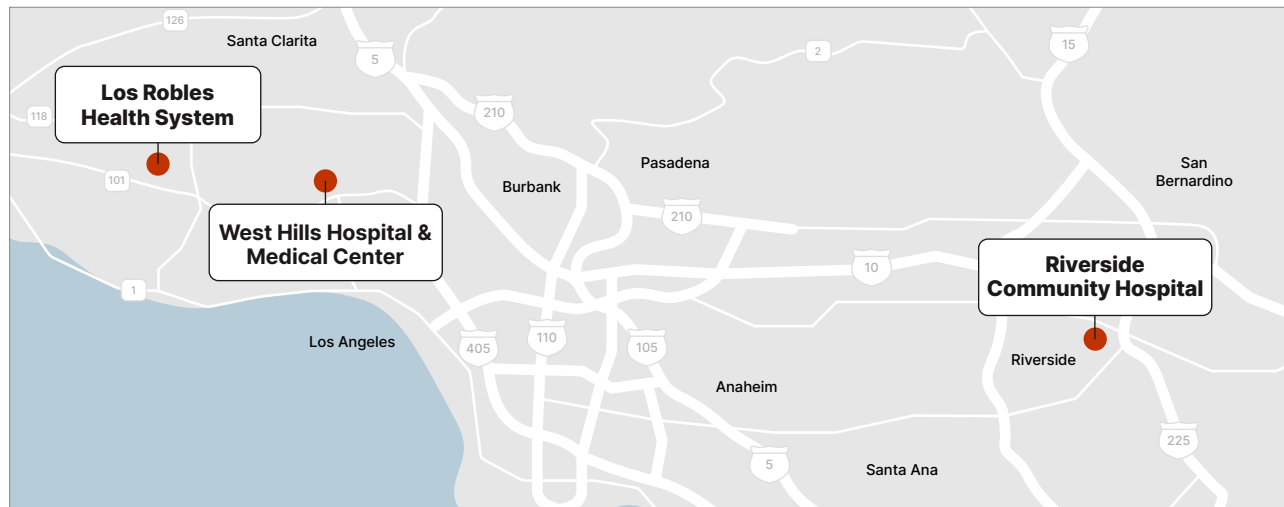 126
Santa Clarita
5
15
2
Los Robles
Health System
118
210
101
Pasadena
San
Bernardino
Burbank
West Hills Hospital &
Medical Center
210
10
Riverside
Community Hospital
1
Los Angeles
405
110
105
Riverside
Anaheim
225
5
Santa Ana